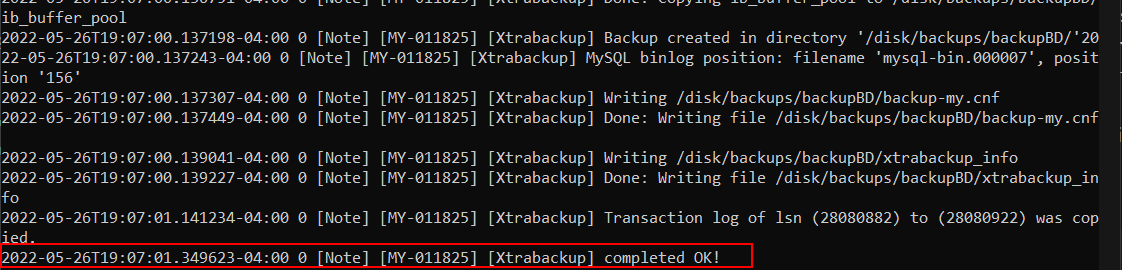 2022-05-26T19:07:00.136791-04:00 0 [Note] [MY-011825] [Xtrabackup] Done: Copying ib_buffer_pool to /disk/backups/backupBD/
ib_buffer_pool
2022-05-26T19:07:00.137198-04:00 0 [Note] [MY-011825] [Xtrabackup] Backup created in directory '/disk/backups/backupBD/'20
22-05-26T19:07:00.137243-04:00 0 [Note] [MY-011825] [Xtrabackup] MySQL binlog position: filename 'mysql-bin.000007', posit
ion '156'
2022-05-26T19:07:00.137307-04:00 0 [Note] [MY-011825] [Xtrabackup] Writing /disk/backups/backupBD/backup-my.cnf
2022-05-26T19:07:00.137449-04:00 0 [Note] [MY-011825] [Xtrabackup] Done: Writing file /disk/backups/backupBD/backup-my.cnf
2022-05-26T19:07:00.139041-04:00 0 [Note] [MY-011825] [Xtrabackup] Writing /disk/backups/backupBD/xtrabackup_info
2022-05-26T19:07:00.139227-04:00 0 [Note] [MY-011825] [Xtrabackup] Done: Writing file /disk/backups/backupBD/xtrabackup_in
fo
2022-05-26T19:07:01.141234-04:00 0 [Note] [MY-011825] [Xtrabackup] Transaction log of lsn (28080882) to (28080922) was cop
ied.
2022-05-26T19:07:01.349623-04:00 0 [Note] [MY-011825] [Xtrabackup] completed OK!